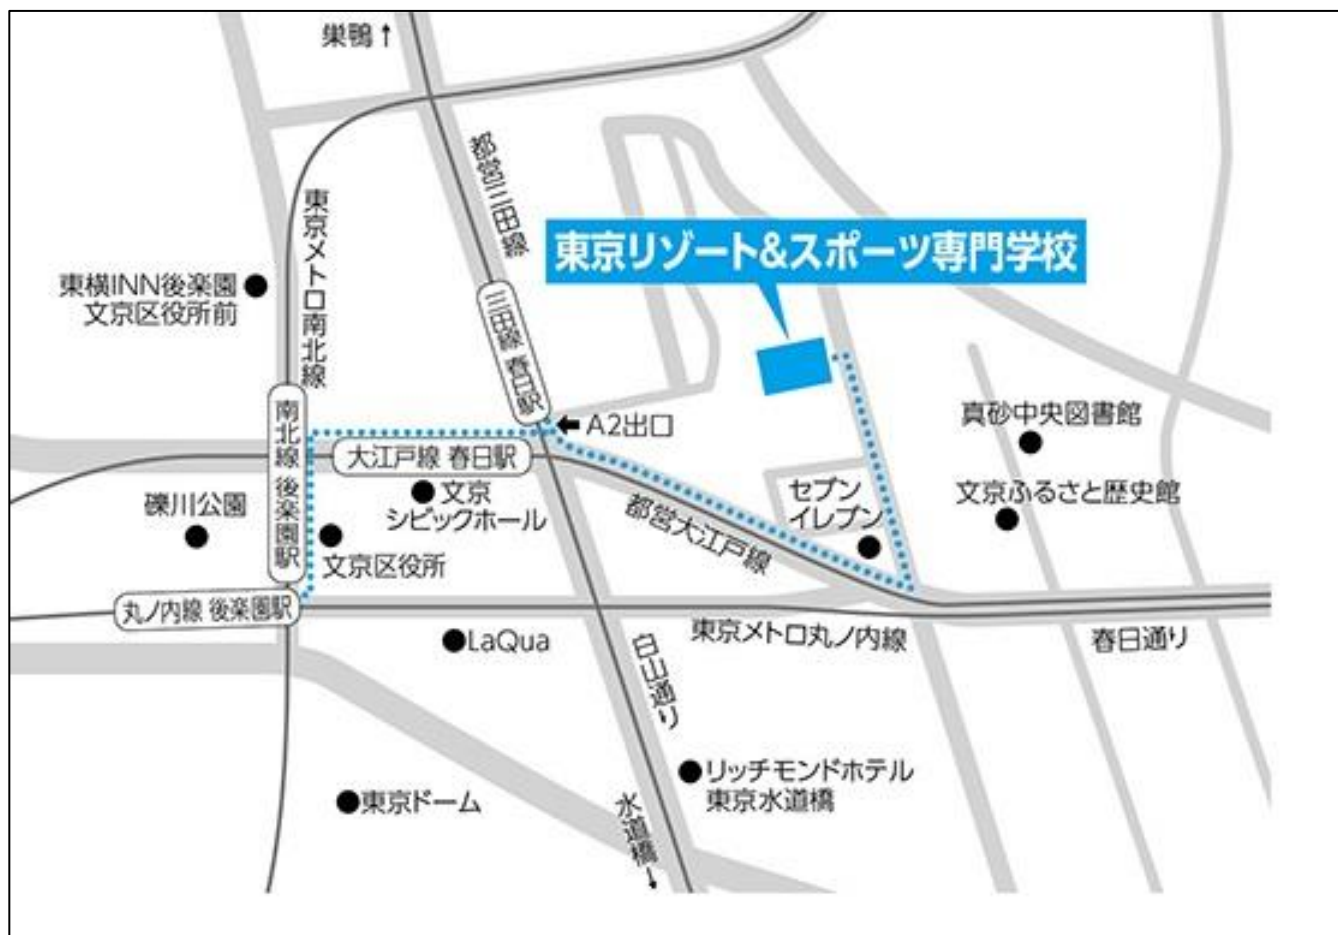 巣鴨↑
都営三田線
東京メトロ南北線
東京リゾート&スポーツ専門学校
東横INN後楽園
文京区役所前
三田線 春日駅
南北線 後楽園駅
A2出口
大江戸線 春日駅
真砂中央図書館
礫川公園
文京
シビックホール
セブン
イレブン
文京ふるさと歴史館
都営大江戸線
文京区役所
丸ノ内線 後楽園駅
LaQua
白山通り
東京メトロ丸ノ内線
春日通り
東京ドーム
水道橋→
リッチモンドホテル
東京水道橋